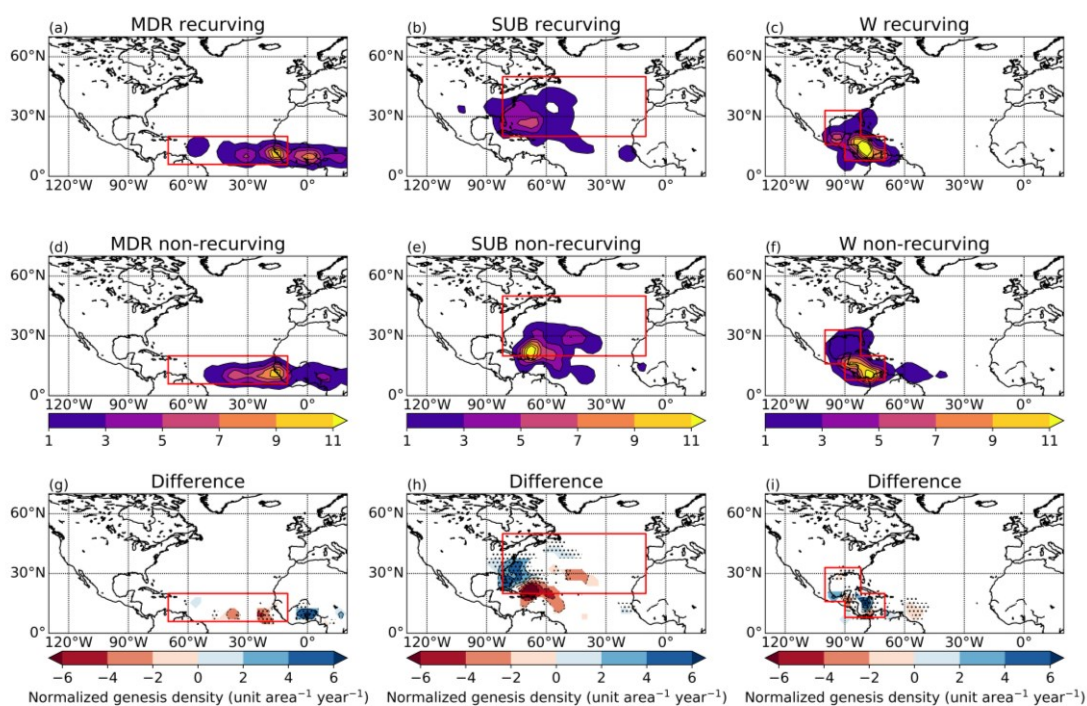 (a) MDR recurving
(b) SUB recurving
(c) W recurving
60°N
60°N
60°N
30°N
30°N
30°N
0°
0°
0°
120°W 90°W 60°W 30°W 0°
120°W 90°W 60°W 30°W 0°
120°W 90°W 60°W 30°W 0°
(d) MDR non-recurving
(e) SUB non-recurving
(f) W non-recurving
60°N
60°N
60°N
30°N
30°N
30°N
0°
0°
0°
120°W 90°W 60°W 30°W 0°
120°W 90°W 60°W 30°W 0°
120°W 90°W 60°W 30°W 0°
1 3 5 7 9 11
1 3 5 7 9 11
1 3 5 7 9 11
(g) Difference
(h) Difference
(i) Difference
60°N
60°N
60°N
30°N
30°N
30°N
0°
0°
0°
120°W 90°W 60°W 30°W 0°
120°W 90°W 60°W 30°W 0°
120°W 90°W 60°W 30°W 0°
−6 −4 −2 0 2 4 6
−6 −4 −2 0 2 4 6
−6 −4 −2 0 2 4 6
Normalized genesis density (unit area⁻¹ year⁻¹)
Normalized genesis density (unit area⁻¹ year⁻¹)
Normalized genesis density (unit area⁻¹ year⁻¹)